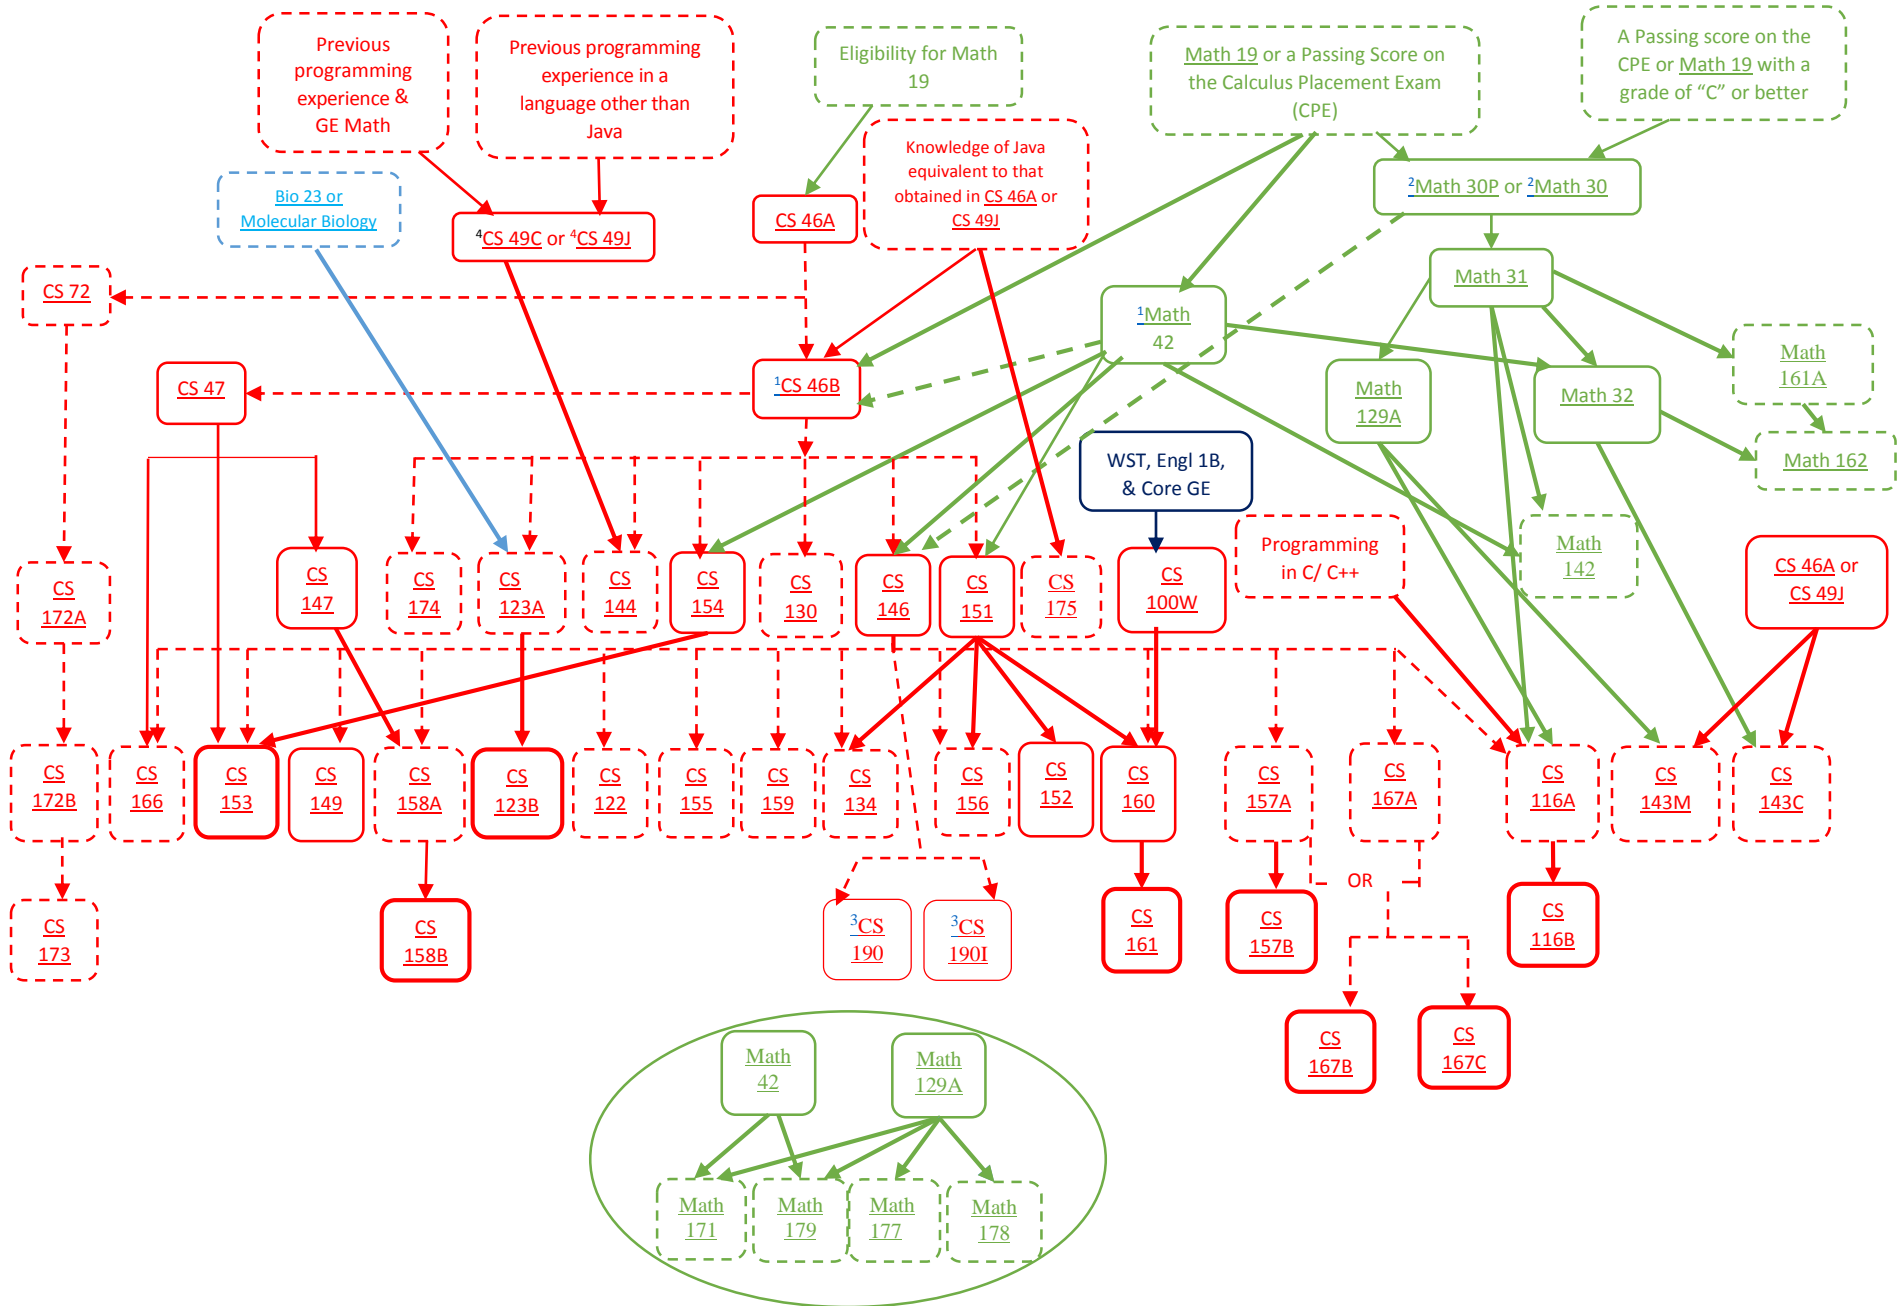 Previous
programming
experience &
GE Math
Previous programming
experience in a
language other than
Java
Eligibility for Math
19
Math 19 or a Passing Score on
the Calculus Placement Exam
(CPE)
A Passing score on the
CPE or Math 19 with a
grade of “C” or better
Knowledge of Java
equivalent to that
obtained in CS 46A or
CS 49J
Bio 23 or
Molecular Biology
4CS 49C or 4CS 49J
CS 46A
2Math 30P or 2Math 30
CS 72
Math 31
1Math
42
CS 47
1CS 46B
Math
129A
Math 32
Math
161A
Math 162
WST, Engl 1B,
& Core GE
Programming
in C/ C++
Math
142
CS 46A or
CS 49J
CS
172A
CS
147
CS
174
CS
123A
CS
144
CS
154
CS
130
CS
146
CS
151
CS
175
CS
100W
CS
172B
CS
166
CS
153
CS
149
CS
158A
CS
123B
CS
122
CS
155
CS
159
CS
134
CS
156
CS
152
CS
160
CS
157A
CS
167A
CS
116A
CS
143M
CS
143C
OR
CS
173
CS
158B
3CS
190
3CS
190I
CS
161
CS
157B
CS
116B
CS
167B
CS
167C
Math
42
Math
129A
Math
171
Math
179
Math
177
Math
178